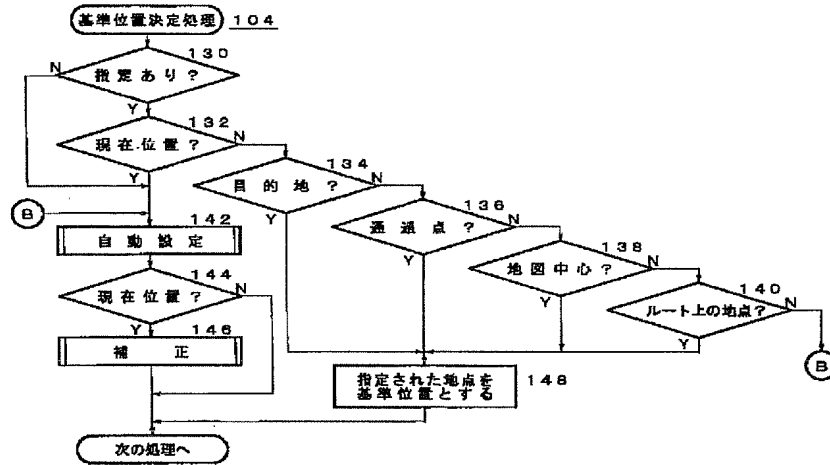 基準位置決定処理 104
130
N 指定あり?
Y
132
現在位置? N
Y
134
目的地? N
Y
136
通過点? N
Y
138
地図中心? N
Y
140
ルート上の地点? N
Y
B
B
142
自動設定
144
現在位置? N
Y
146
補正
指定された地点を
基準位置とする
148
次の処理へ